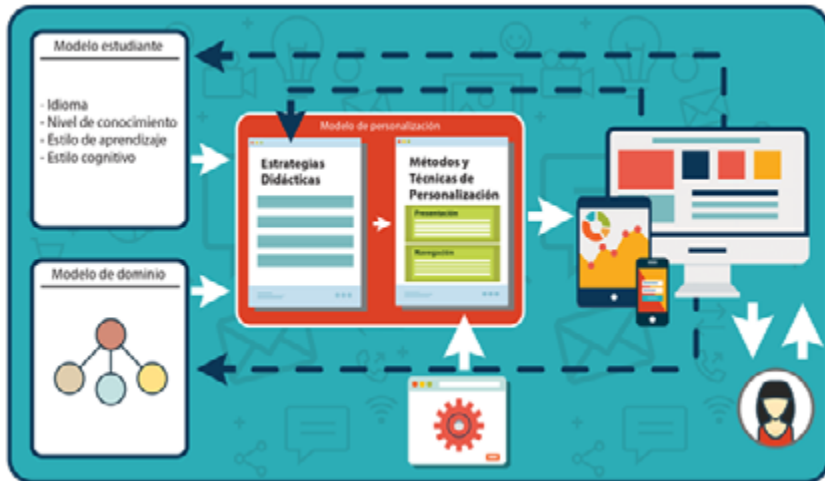 Modelo estudiante
- Idioma
- Nivel de conocimiento
- Estilo de aprendizaje
- Estilo cognitivo
Modelo de personalización
Estrategias
Didácticas
Métodos y
Técnicas de
Personalización
Presentación
Navegación
Modelo de dominio